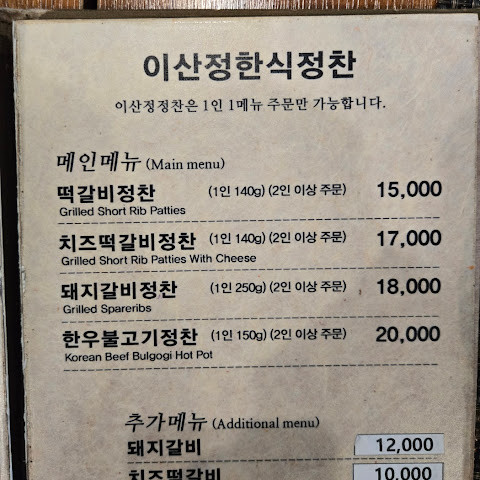 이산정한식정찬
이산정정찬은 1인 1메뉴 주문만 가능합니다.
메인메뉴 (Main menu)
떡갈비정찬 (1인 140g) (2인 이상 주문) 15,000
Grilled Short Rib Patties
치즈떡갈비정찬 (1인 140g) (2인 이상 주문) 17,000
Grilled Short Rib Patties With Cheese
돼지갈비정찬 (1인 250g) (2인 이상 주문) 18,000
Grilled Spareribs
한우불고기정찬 (1인 150g) (2인 이상 주문) 20,000
Korean Beef Bulgogi Hot Pot
추가메뉴 (Additional menu)
돼지갈비 12,000
치즈떡갈비 10,000